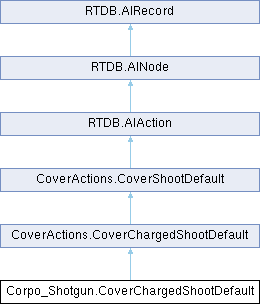 RTDB.AIRecord
RTDB.AINode
RTDB.AIAction
CoverActions.CoverShootDefault
CoverActions.CoverChargedShootDefault
Corpo_Shotgun.CoverChargedShootDefault